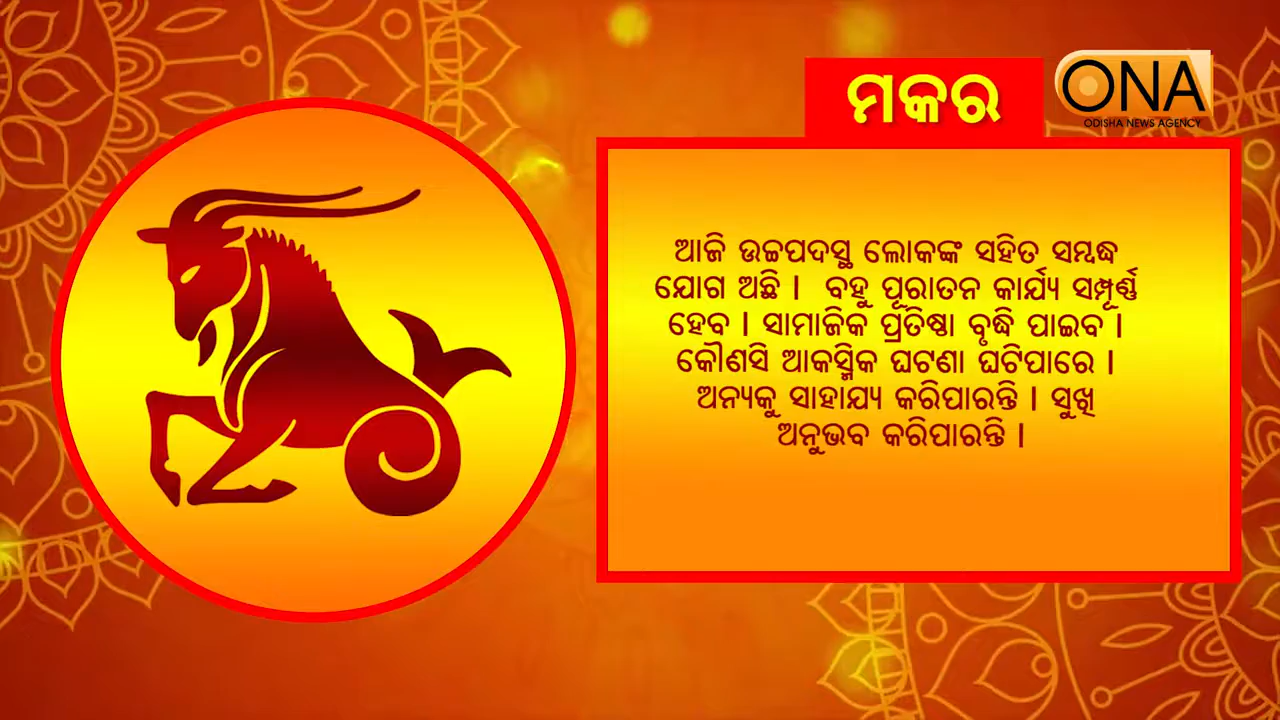 ମକର
ONA
ODISHA NEWS AGENCY
ଆଜି ଉଚ୍ଚପଦସ୍ଥ ଲୋକଙ୍କ ସହିତ ସମ୍ବଦ୍ଧ
ଯୋଗ ଅଛି । ବହୁ ପୂରାତନ କାର୍ଯ୍ୟ ସମ୍ପୂର୍ଣ୍ଣ
ହେବ । ସାମାଜିକ ପ୍ରତିଷ୍ଠା ବୃଦ୍ଧି ପାଇବ ।
କୌଣସି ଆକସ୍ମିକ ଘଟଣା ଘଟିପାରେ ।
ଅନ୍ୟକୁ ସାହାଯ୍ୟ କରିପାରନ୍ତି । ସୁଖି
ଅନୁଭବ କରିପାରନ୍ତି ।